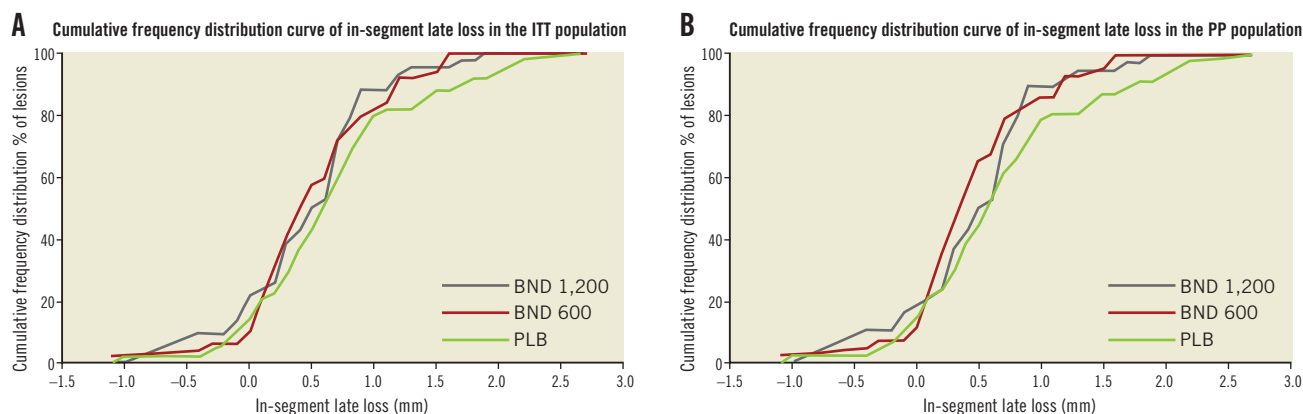 A
Cumulative frequency distribution curve of in-segment late loss in the ITT population
Cumulative frequency distribution % of lesions
100
80
60
40
20
0
BND 1,200
BND 600
PLB
−1.5 −1.0 −0.5 0.0 0.5 1.0 1.5 2.0 2.5 3.0
In-segment late loss (mm)
B
Cumulative frequency distribution curve of in-segment late loss in the PP population
Cumulative frequency distribution % of lesions
100
80
60
40
20
0
BND 1,200
BND 600
PLB
−1.5 −1.0 −0.5 0.0 0.5 1.0 1.5 2.0 2.5 3.0
In-segment late loss (mm)